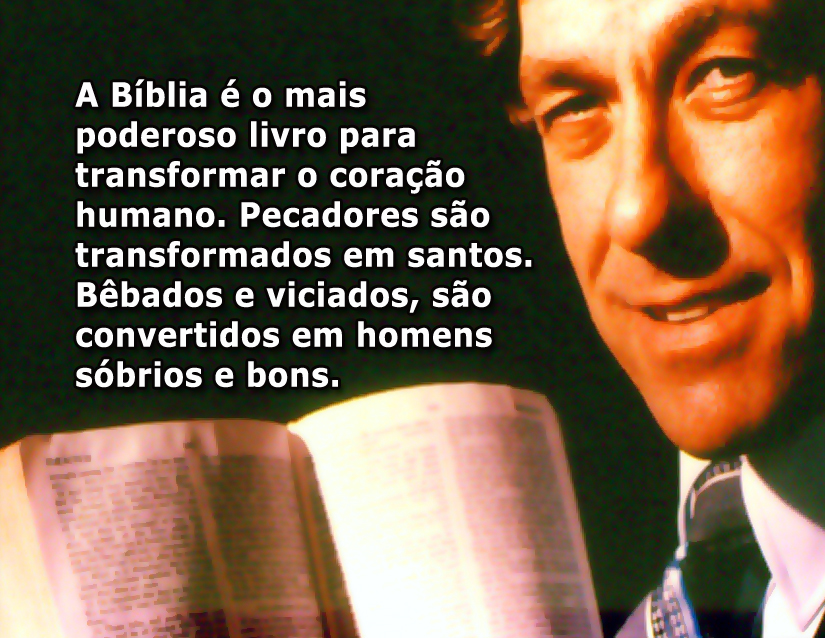 A Bíblia é o mais
poderoso livro para
transformar o coração
humano. Pecadores são
transformados em santos.
Bêbados e viciados, são
convertidos em homens
sóbrios e bons.